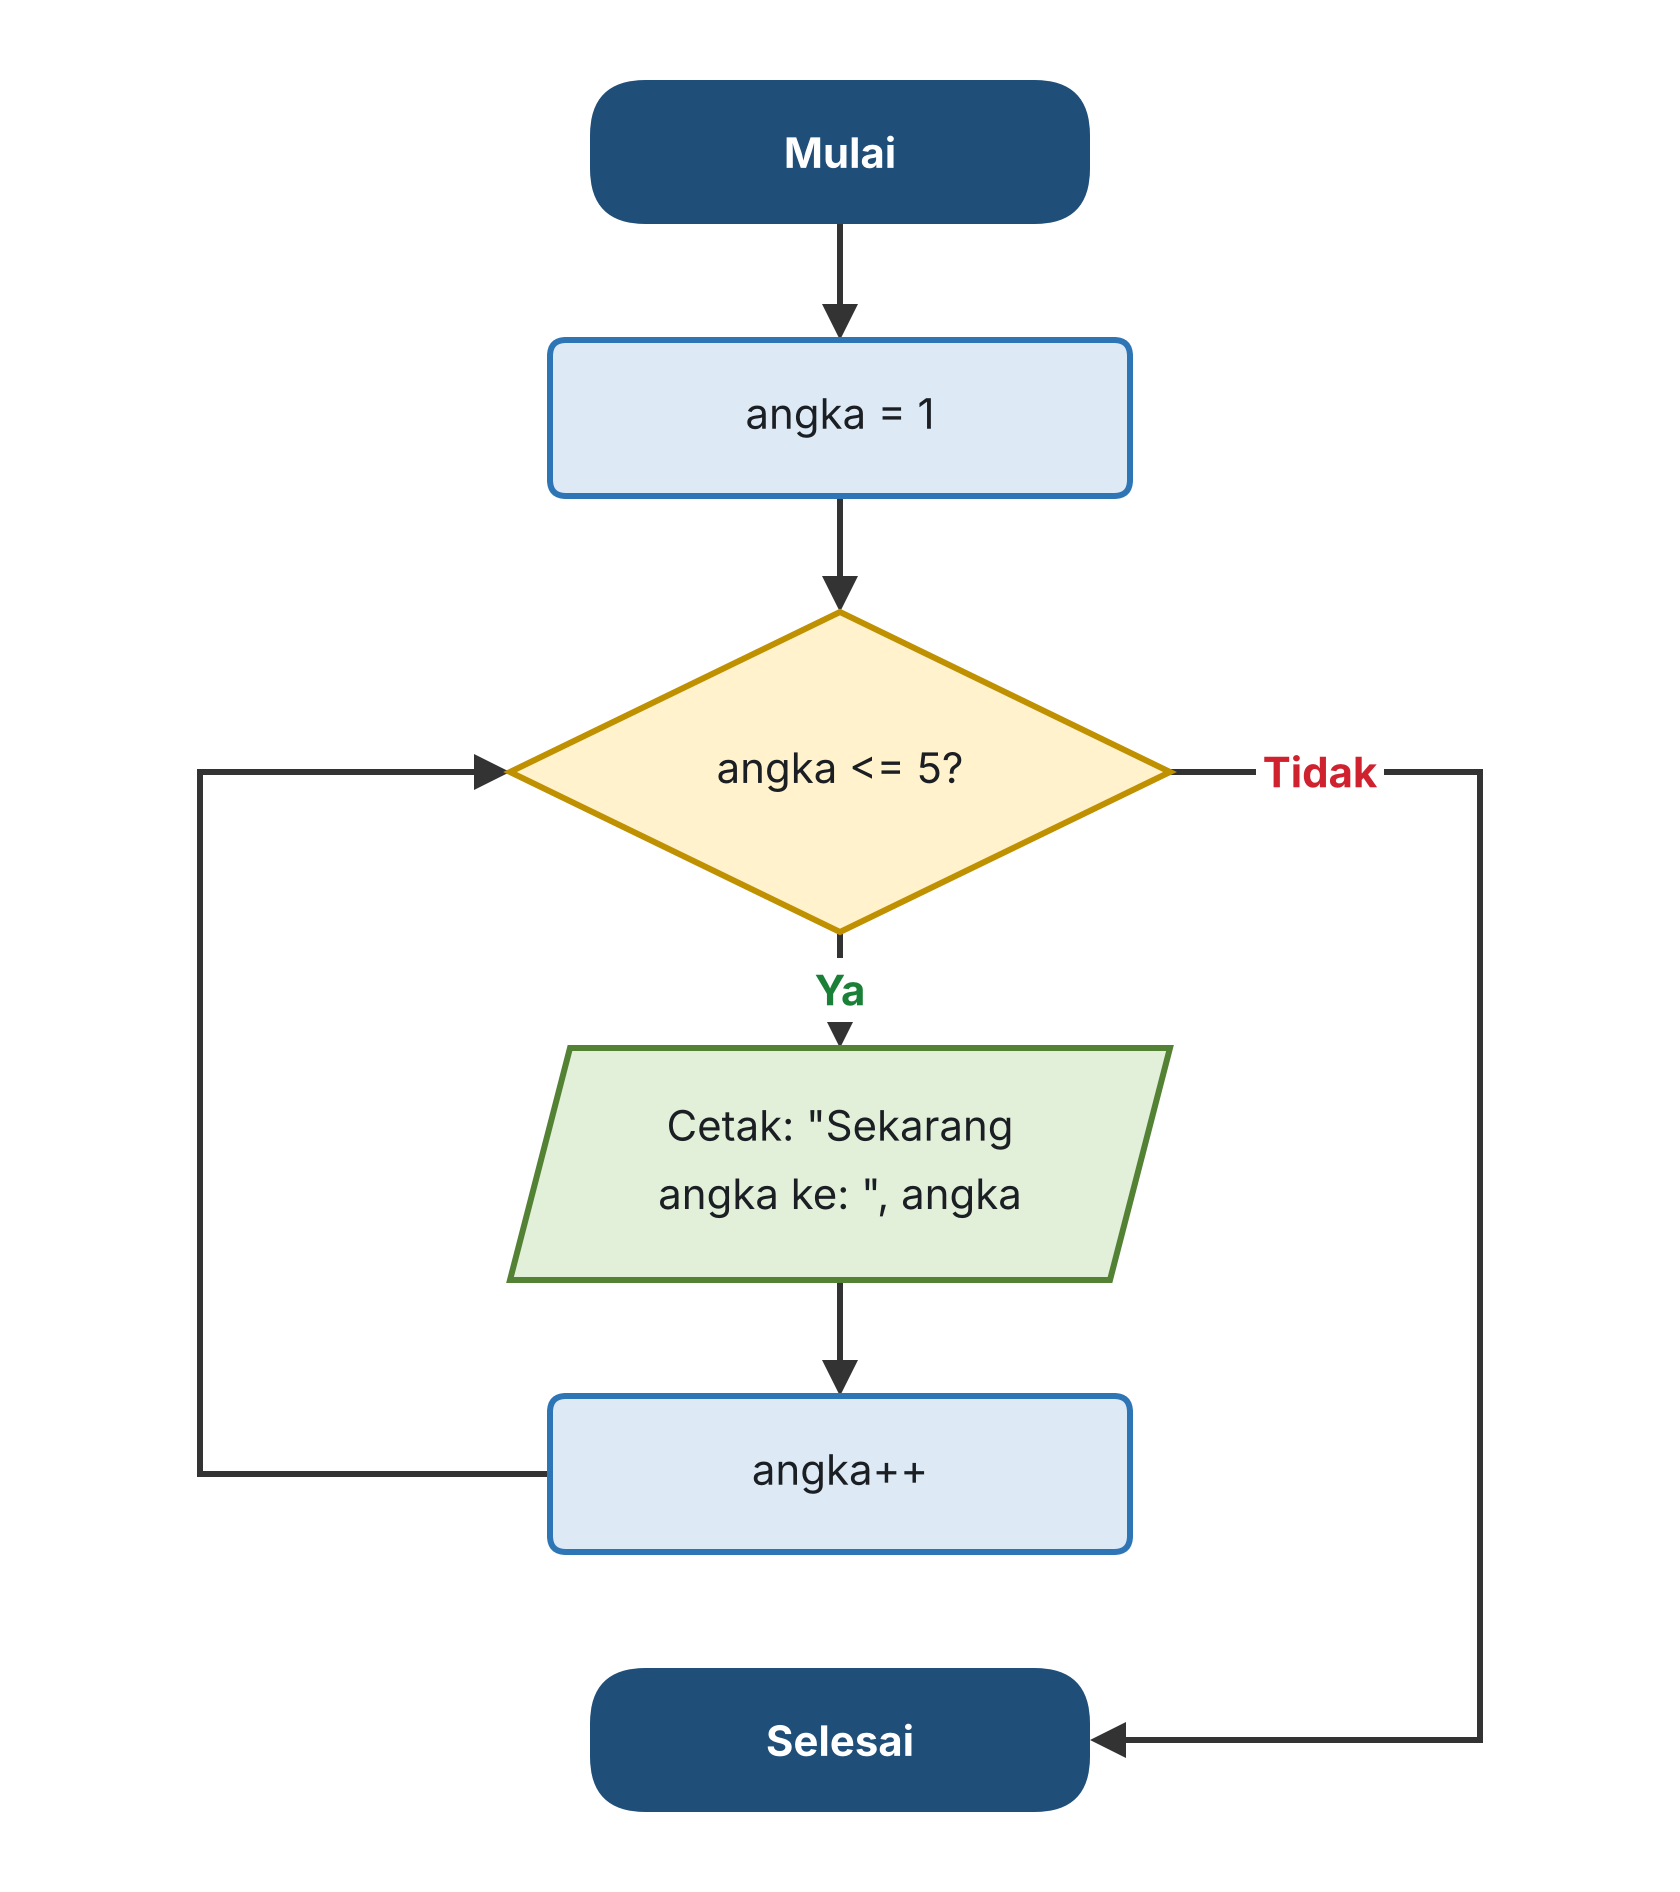 Mulai
angka = 1
angka <= 5?
Tidak
Ya
Cetak: "Sekarang
angka ke: ", angka
angka++
Selesai